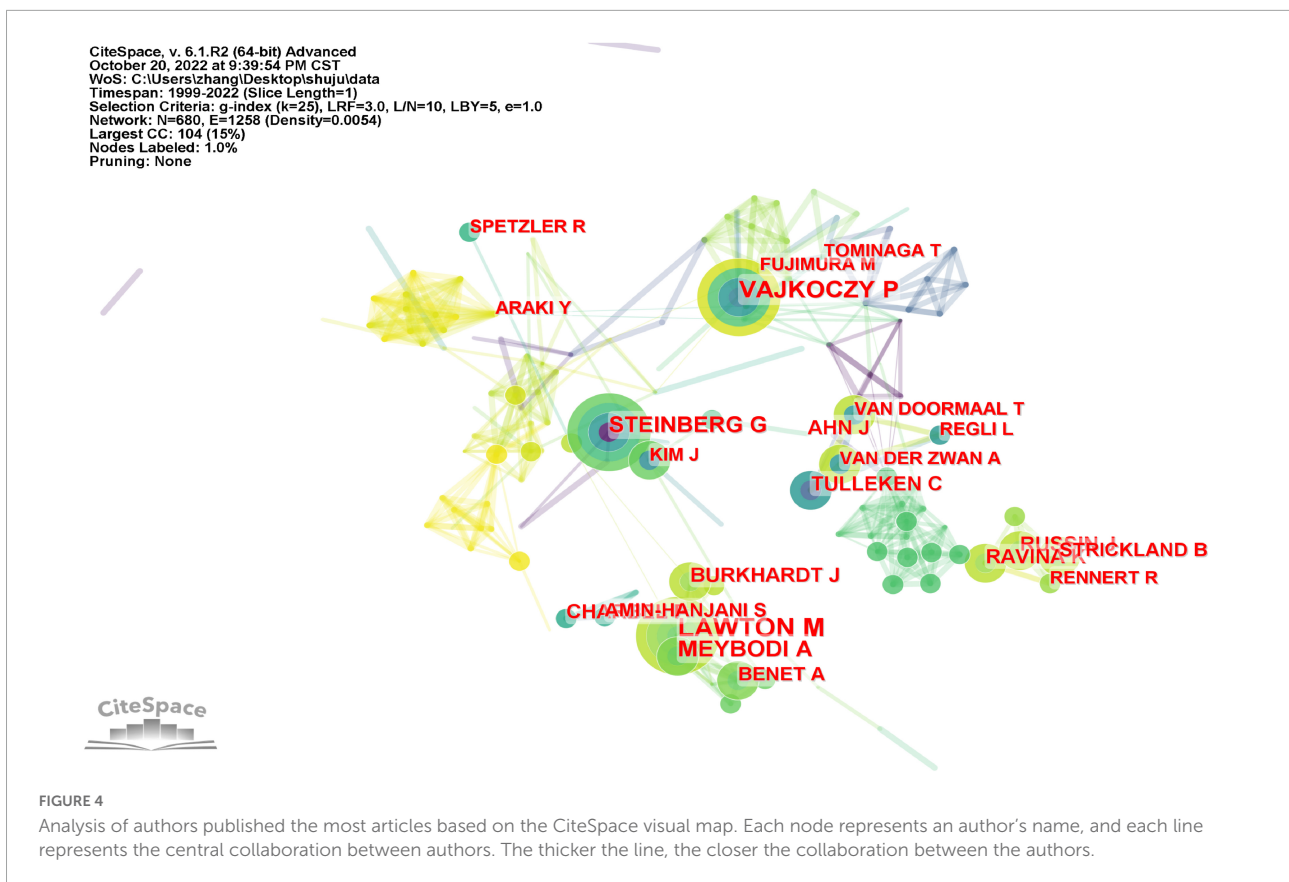 CiteSpace, v. 6.1.R2 (64-bit) Advanced
October 20, 2022 at 9:39:54 PM CST
WoS: C:\Users\zhang\Desktop\shuju\data
Timespan: 1999-2022 (Slice Length=1)
Selection Criteria: g-index (k=25), LRF=3.0, L/N=10, LBY=5, e=1.0
Network: N=680, E=1258 (Density=0.0054)
Largest CC: 104 (15%)
Nodes Labeled: 1.0%
Pruning: None
SPETZLER R
TOMINAGA T
FUJIMURA M
VAJKOCZY P
ARAKI Y
VAN DOORMAAL T
STEINBERG G
AHN J
REGLI L
KIM J
VAN DER ZWAN A
TULLEKEN C
RUSSIN J
STRICKLAND B
RAVINA K
RENNERT R
BURKHARDT J
AMIN-HANJANI S
LAWTON M
MEYBODI A
BENET A
CiteSpace
FIGURE 4
Analysis of authors published the most articles based on the CiteSpace visual map. Each node represents an author's name, and each line
represents the central collaboration between authors. The thicker the line, the closer the collaboration between the authors.